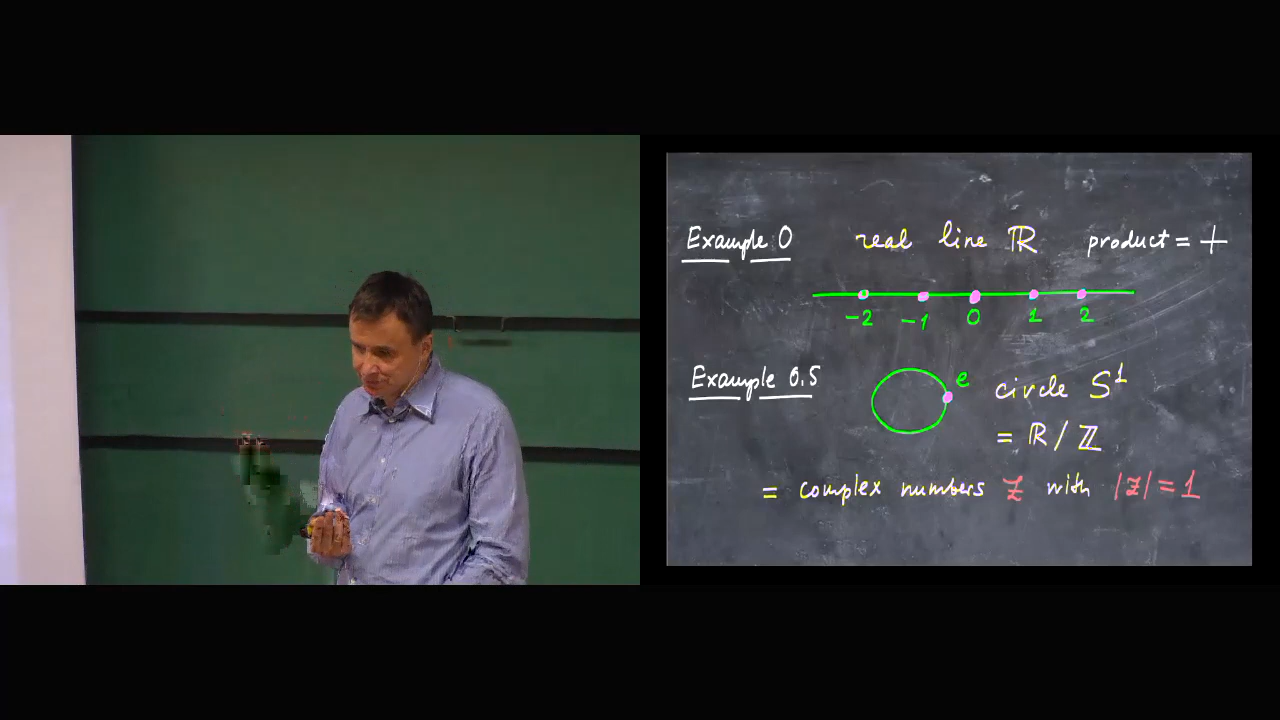 Example 0 real line ℝ product = +
-2 -1 0 1 2
Example 0.5 e circle S¹
= ℝ / ℤ
= complex numbers z with |z| = 1